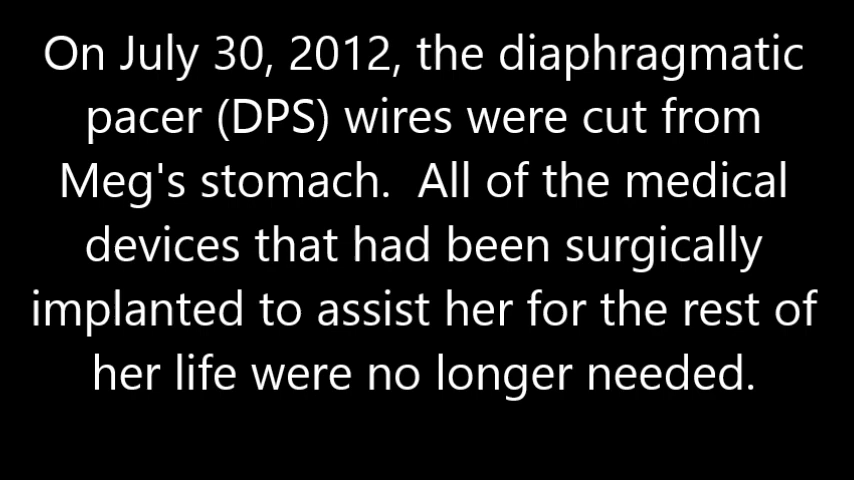 On July 30, 2012, the diaphragmatic
pacer (DPS) wires were cut from
Meg's stomach.  All of the medical
devices that had been surgically
implanted to assist her for the rest of
her life were no longer needed.